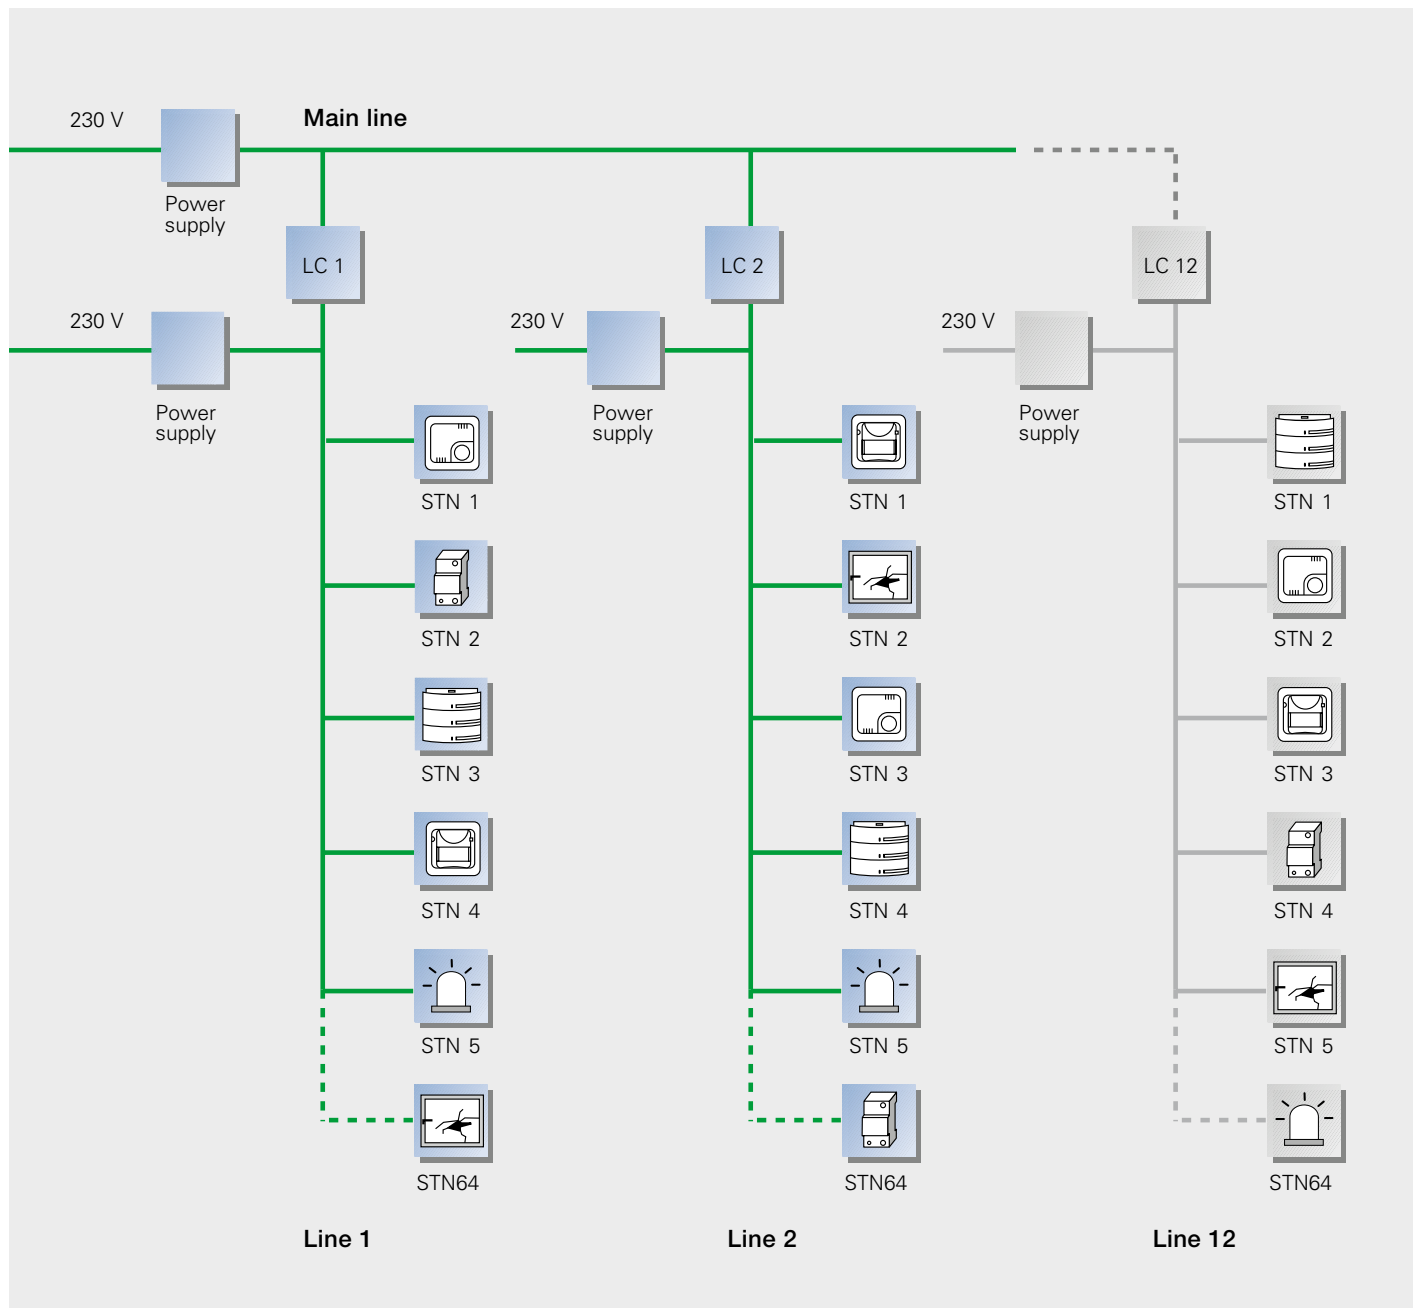 230 V
Main line
Power
supply
LC 1
LC 2
LC 12
230 V
230 V
230 V
Power
supply
Power
supply
Power
supply
STN 1
STN 1
STN 1
STN 2
STN 2
STN 2
STN 3
STN 3
STN 3
STN 4
STN 4
STN 4
STN 5
STN 5
STN 5
STN64
STN64
STN64
Line 1
Line 2
Line 12